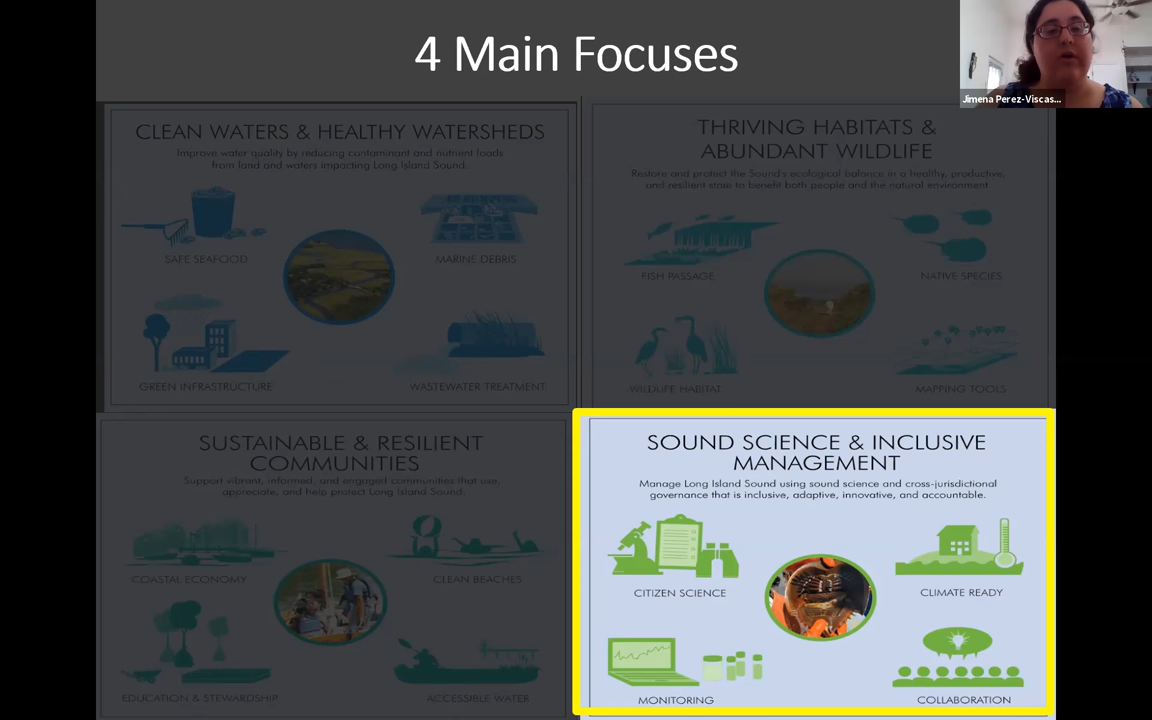 4 Main Focuses
Jimena Perez-Viscas...
CLEAN WATERS & HEALTHY WATERSHEDS
Improve water quality by reducing contaminant and nutrient loads
from land and waters impacting Long Island Sound.
SAFE SEAFOOD
MARINE DEBRIS
GREEN INFRASTRUCTURE
WASTEWATER TREATMENT
THRIVING HABITATS &
ABUNDANT WILDLIFE
Restore and protect the Sound's ecological balance in a healthy, productive,
and resilient state to benefit both people and the natural environment.
FISH PASSAGE
NATIVE SPECIES
WILDLIFE HABITAT
MAPPING TOOLS
SUSTAINABLE & RESILIENT
COMMUNITIES
Support vibrant, informed, and engaged communities that use,
appreciate, and help protect Long Island Sound.
COASTAL ECONOMY
CLEAN BEACHES
EDUCATION & STEWARDSHIP
ACCESSIBLE WATER
SOUND SCIENCE & INCLUSIVE
MANAGEMENT
Manage Long Island Sound using sound science and cross-jurisdictional
governance that is inclusive, adaptive, innovative, and accountable.
CITIZEN SCIENCE
CLIMATE READY
MONITORING
COLLABORATION